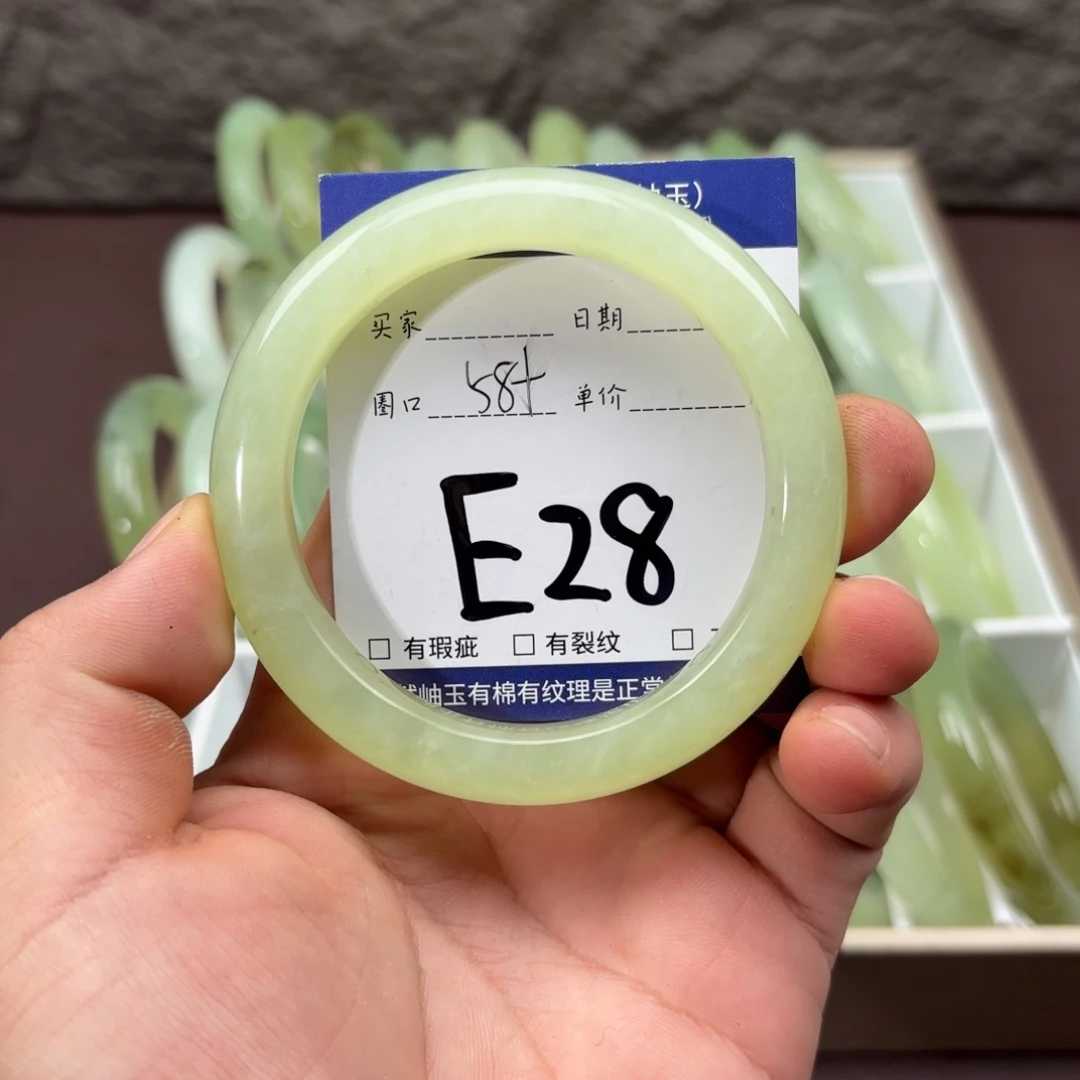 岫玉）
买家 日期
圈口 58+ 单价
E28
□ 有瑕疵 □ 有裂纹 □
岫玉有棉有纹理是正常